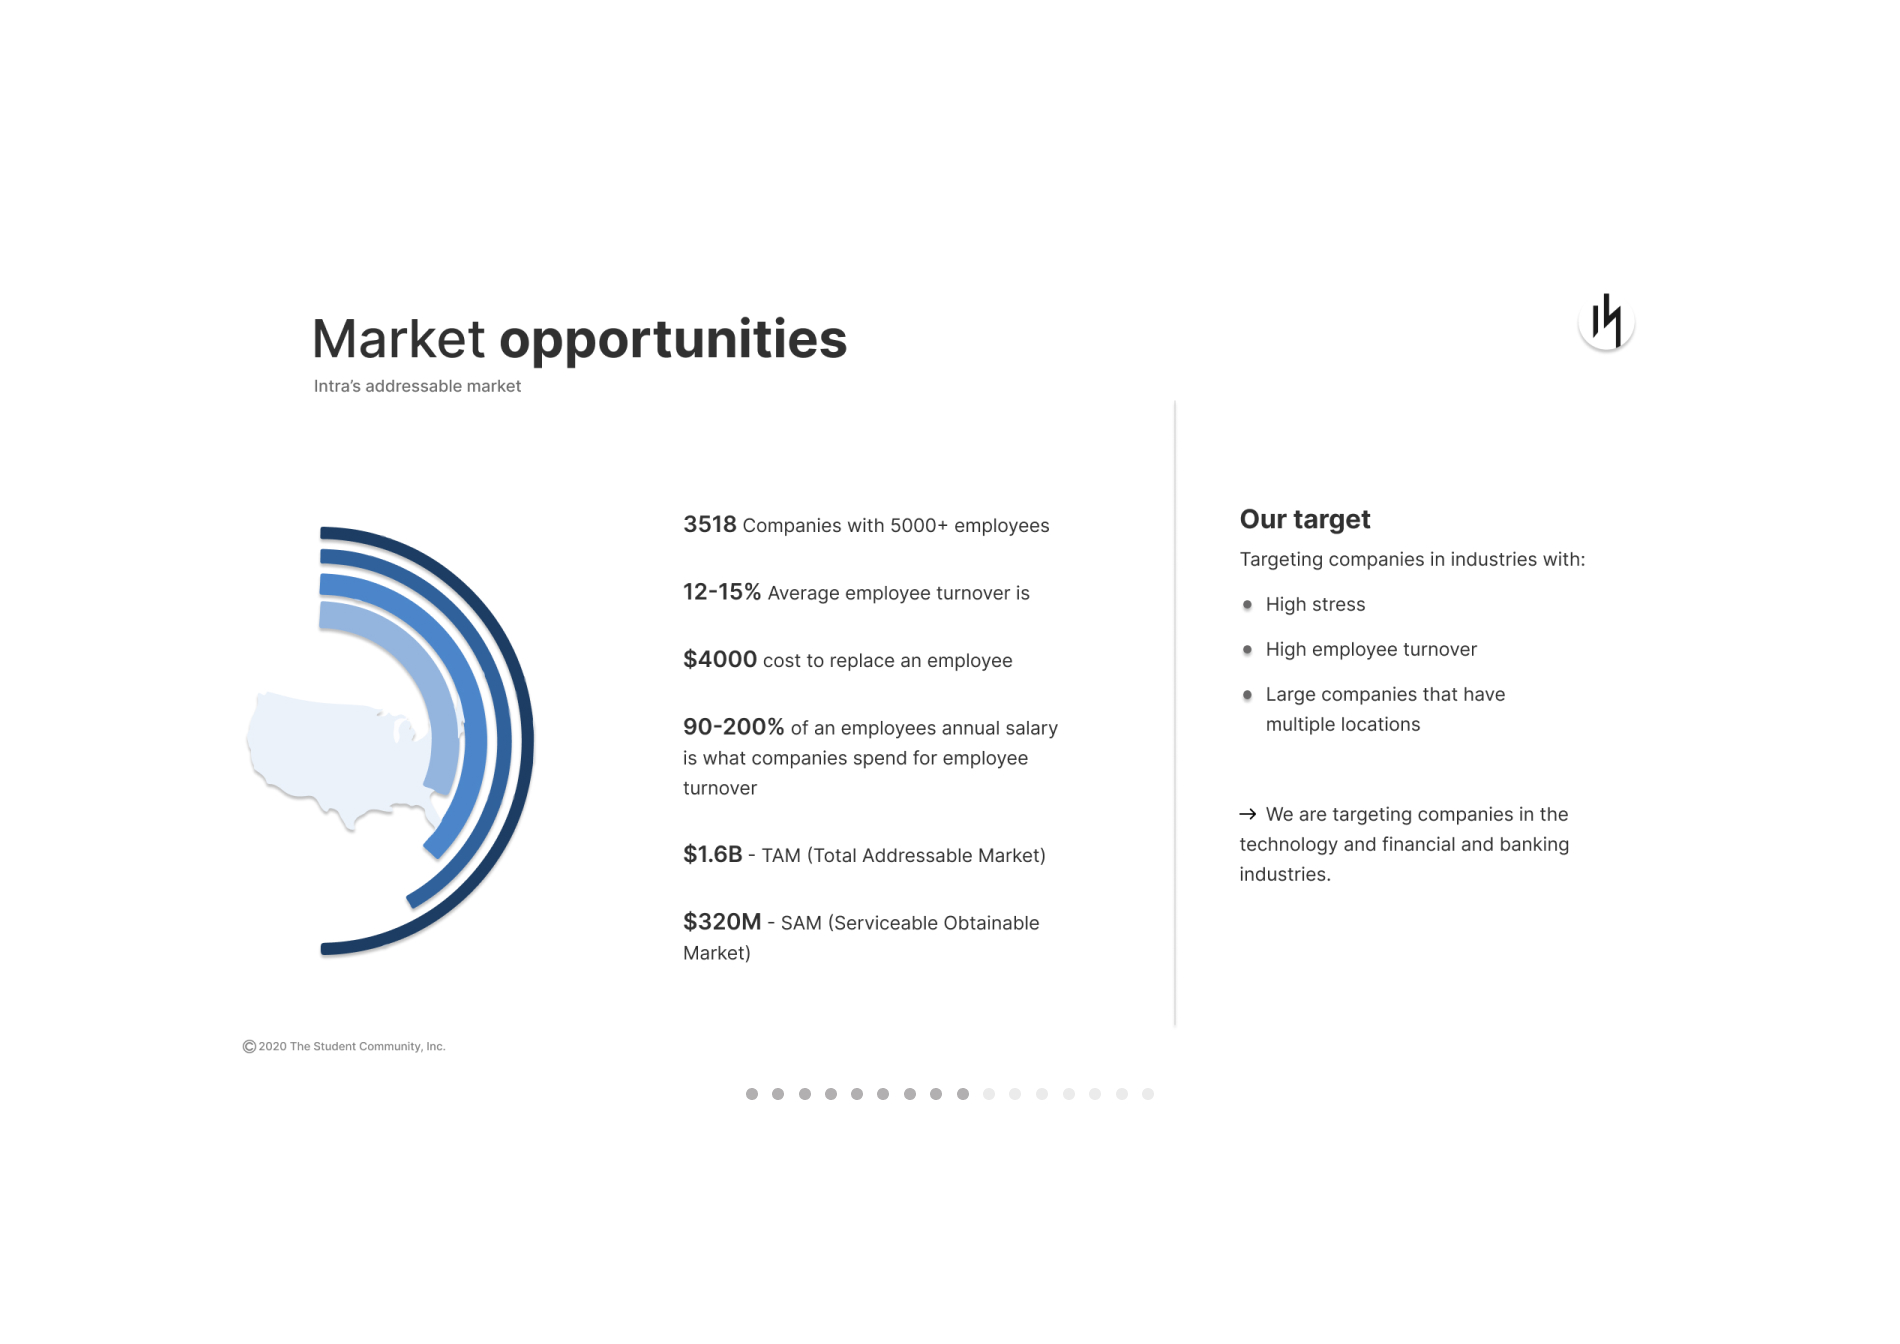 Market opportunities
Intra's addressable market
3518 Companies with 5000+ employees
12-15% Average employee turnover is
$4000 cost to replace an employee
90-200% of an employees annual salary
is what companies spend for employee
turnover
$1.6B - TAM (Total Addressable Market)
$320M - SAM (Serviceable Obtainable
Market)
Our target
Targeting companies in industries with:
● High stress
● High employee turnover
● Large companies that have
multiple locations
→ We are targeting companies in the
technology and financial and banking
industries.
© 2020 The Student Community, Inc.